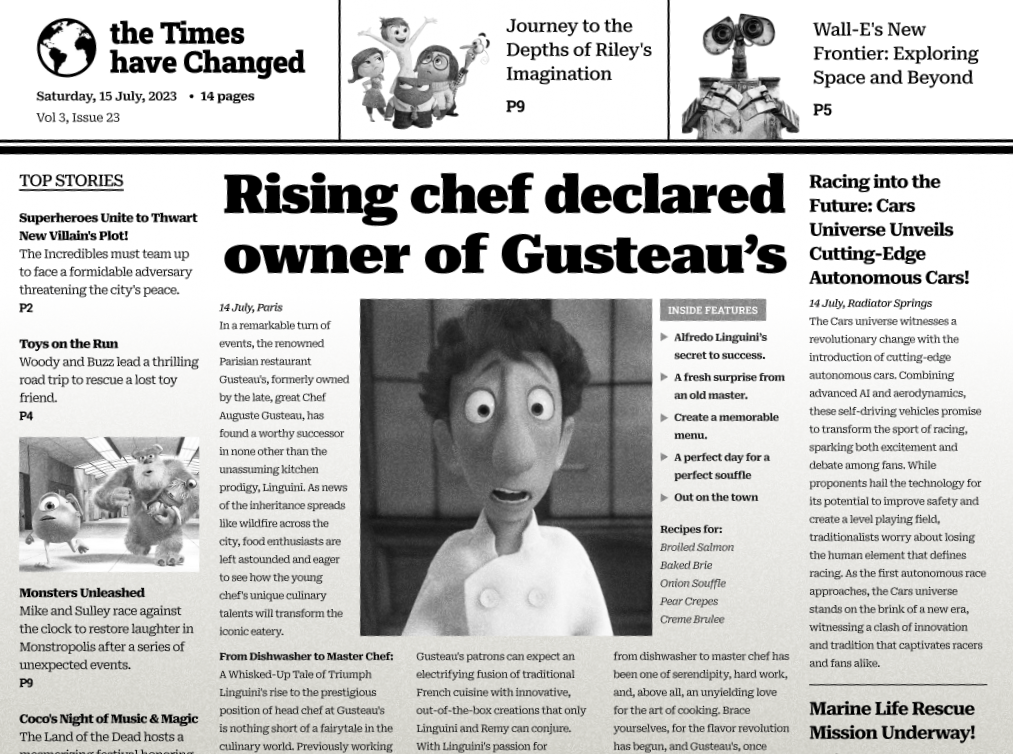 the Times
have Changed
Saturday, 15 July, 2023 • 14 pages
Vol 3, Issue 23
Journey to the
Depths of Riley's
Imagination
P9
Wall-E's New
Frontier: Exploring
Space and Beyond
P5
TOP STORIES
Superheroes Unite to Thwart
New Villain's Plot!
The Incredibles must team up
to face a formidable adversary
threatening the city's peace.
P2
Toys on the Run
Woody and Buzz lead a thrilling
road trip to rescue a lost toy
friend.
P4
Monsters Unleashed
Mike and Sulley race against
the clock to restore laughter in
Monstropolis after a series of
unexpected events.
P9
Coco's Night of Music & Magic
The Land of the Dead hosts a
mesmerizing festival honoring
Rising chef declared
owner of Gusteau's
14 July, Paris
In a remarkable turn of
events, the renowned
Parisian restaurant
Gusteau's, formerly owned
by the late, great Chef
Auguste Gusteau, has
found a worthy successor
in none other than the
unassuming kitchen
prodigy, Linguini. As news
of the inheritance spreads
like wildfire across the
city, food enthusiasts are
left astounded and eager
to see how the young
chef's unique culinary
talents will transform the
iconic eatery.
INSIDE FEATURES
Alfredo Linguini's
secret to success.
A fresh surprise from
an old master.
Create a memorable
menu.
A perfect day for a
perfect souffle
Out on the town
Recipes for:
Broiled Salmon
Baked Brie
Onion Souffle
Pear Crepes
Creme Brulee
From Dishwasher to Master Chef:
A Whisked-Up Tale of Triumph
Linguini's rise to the prestigious
position of head chef at Gusteau's
is nothing short of a fairytale in the
culinary world. Previously working
Gusteau's patrons can expect an
electrifying fusion of traditional
French cuisine with innovative,
out-of-the-box creations that only
Linguini and Remy can conjure.
With Linguini's passion for
from dishwasher to master chef has
been one of serendipity, hard work,
and, above all, an unyielding love
for the art of cooking. Brace
yourselves, for the flavor revolution
has begun, and Gusteau's, once
Racing into the
Future: Cars
Universe Unveils
Cutting-Edge
Autonomous Cars!
14 July, Radiator Springs
The Cars universe witnesses a
revolutionary change with the
introduction of cutting-edge
autonomous cars. Combining
advanced AI and aerodynamics,
these self-driving vehicles promise
to transform the sport of racing,
sparking both excitement and
debate among fans. While
proponents hail the technology for
its potential to improve safety and
create a level playing field,
traditionalists worry about losing
the human element that defines
racing. As the first autonomous race
approaches, the Cars universe
stands on the brink of a new era,
witnessing a clash of innovation
and tradition that captivates racers
and fans alike.
Marine Life Rescue
Mission Underway!